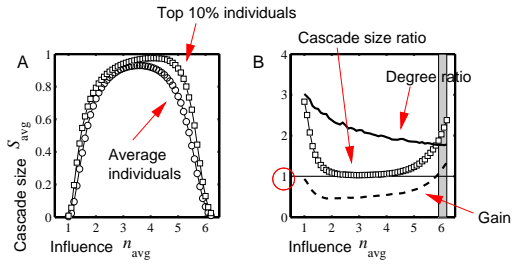 Top 10% individuals
A
Cascade size S_avg
1
0.8
0.6
0.4
0.2
0
Average
individuals
1 2 3 4 5 6
Influence n_avg
Cascade size ratio
B
Degree ratio
4
3
2
1
0
Gain
1 2 3 4 5 6
Influence n_avg